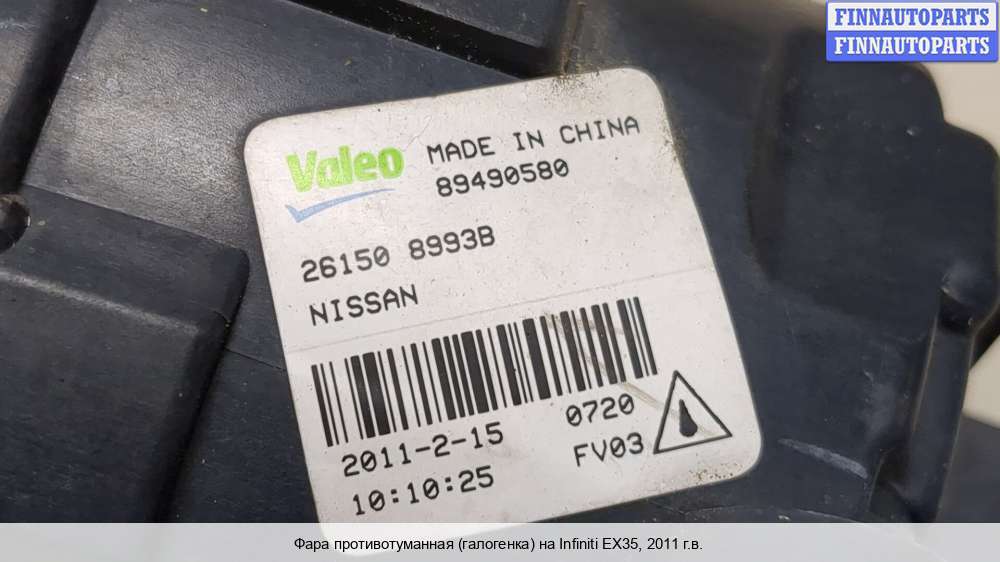 FINNAUTOPARTS
FINNAUTOPARTS
Valeo MADE IN CHINA
89490580
26150 8993B
NISSAN
2011-2-15 0720
10:10:25 FV03
Фара противотуманная (галогенка) на Infiniti EX35, 2011 г.в.